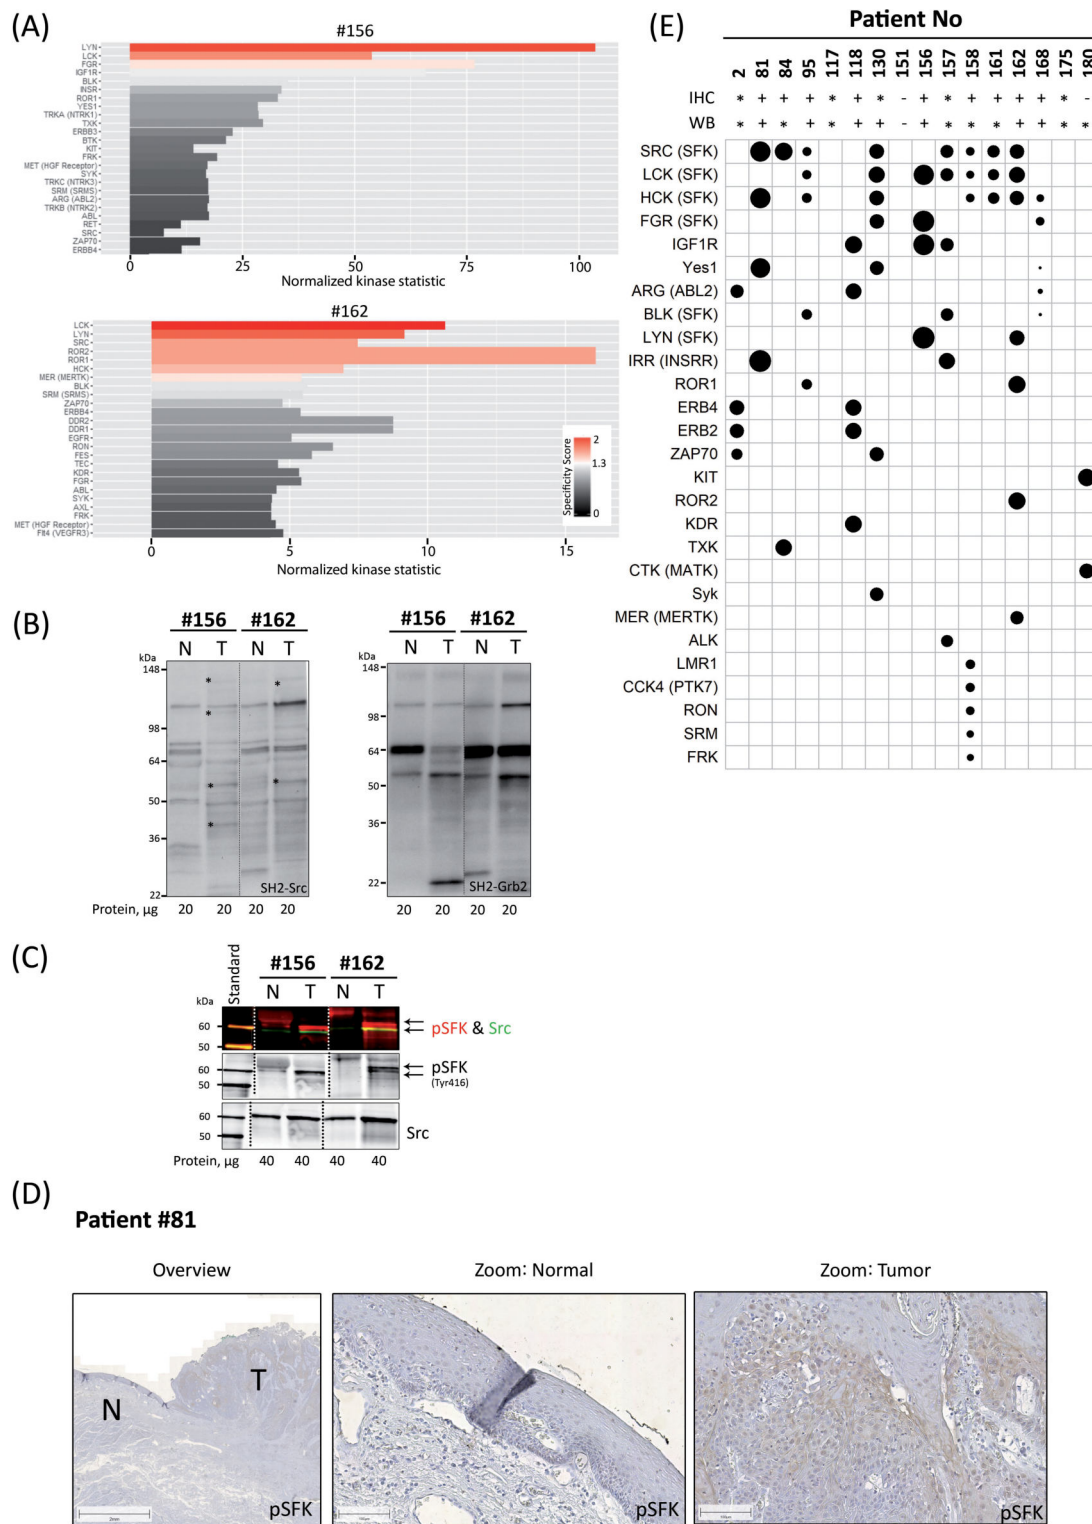 (A)
#156
LYN
LCK
FGR
IGF1R
BLK
INSR
ROR1
YES1
TRKA (NTRK1)
TXK
ERBB3
BTK
KIT
FRK
MET (HGF Receptor)
SYK
TRKC (NTRK3)
SRM (SRMS)
ARG (ABL2)
TRKB (NTRK2)
ABL
RET
SRC
ZAP70
ERBB4
0 25 50 75 100
Normalized kinase statistic
#162
LCK
LYN
SRC
ROR2
ROR1
HCK
MER (MERTK)
BLK
SRM (SRMS)
ZAP70
ERBB4
DDR2
DDR1
EGFR
RON
FES
TEC
KDR
FGR
ABL
SYK
AXL
FRK
MET (HGF Receptor)
Flt4 (VEGFR3)
Specificity Score
2
1.3
0
0 5 10 15
Normalized kinase statistic
(B)
#156 #162
N T N T
kDa
148
98
64
50
36
22
* * * * * *
SH2-Src
Protein, µg 20 20 20 20
#156 #162
N T N T
kDa
148
98
64
50
36
22
SH2-Grb2
20 20 20 20
(C)
Standard
#156 #162
N T N T
kDa
60
50
pSFK & Src
60
50
pSFK
(Tyr416)
60
50
Src
Protein, µg 40 40 40 40
(D)
Patient #81
Overview Zoom: Normal Zoom: Tumor
N T
2mm
pSFK
pSFK
pSFK
(E)
Patient No
2 81 84 95 117 118 130 151 156 157 158 161 162 168 175 180
IHC * + + + * + * - + + + + + + * -
WB * + * + * + + - + * * * + + * *
SRC (SFK)
LCK (SFK)
HCK (SFK)
FGR (SFK)
IGF1R
Yes1
ARG (ABL2)
BLK (SFK)
LYN (SFK)
IRR (INSRR)
ROR1
ERB4
ERB2
ZAP70
KIT
ROR2
KDR
TXK
CTK (MATK)
Syk
MER (MERTK)
ALK
LMR1
CCK4 (PTK7)
RON
SRM
FRK